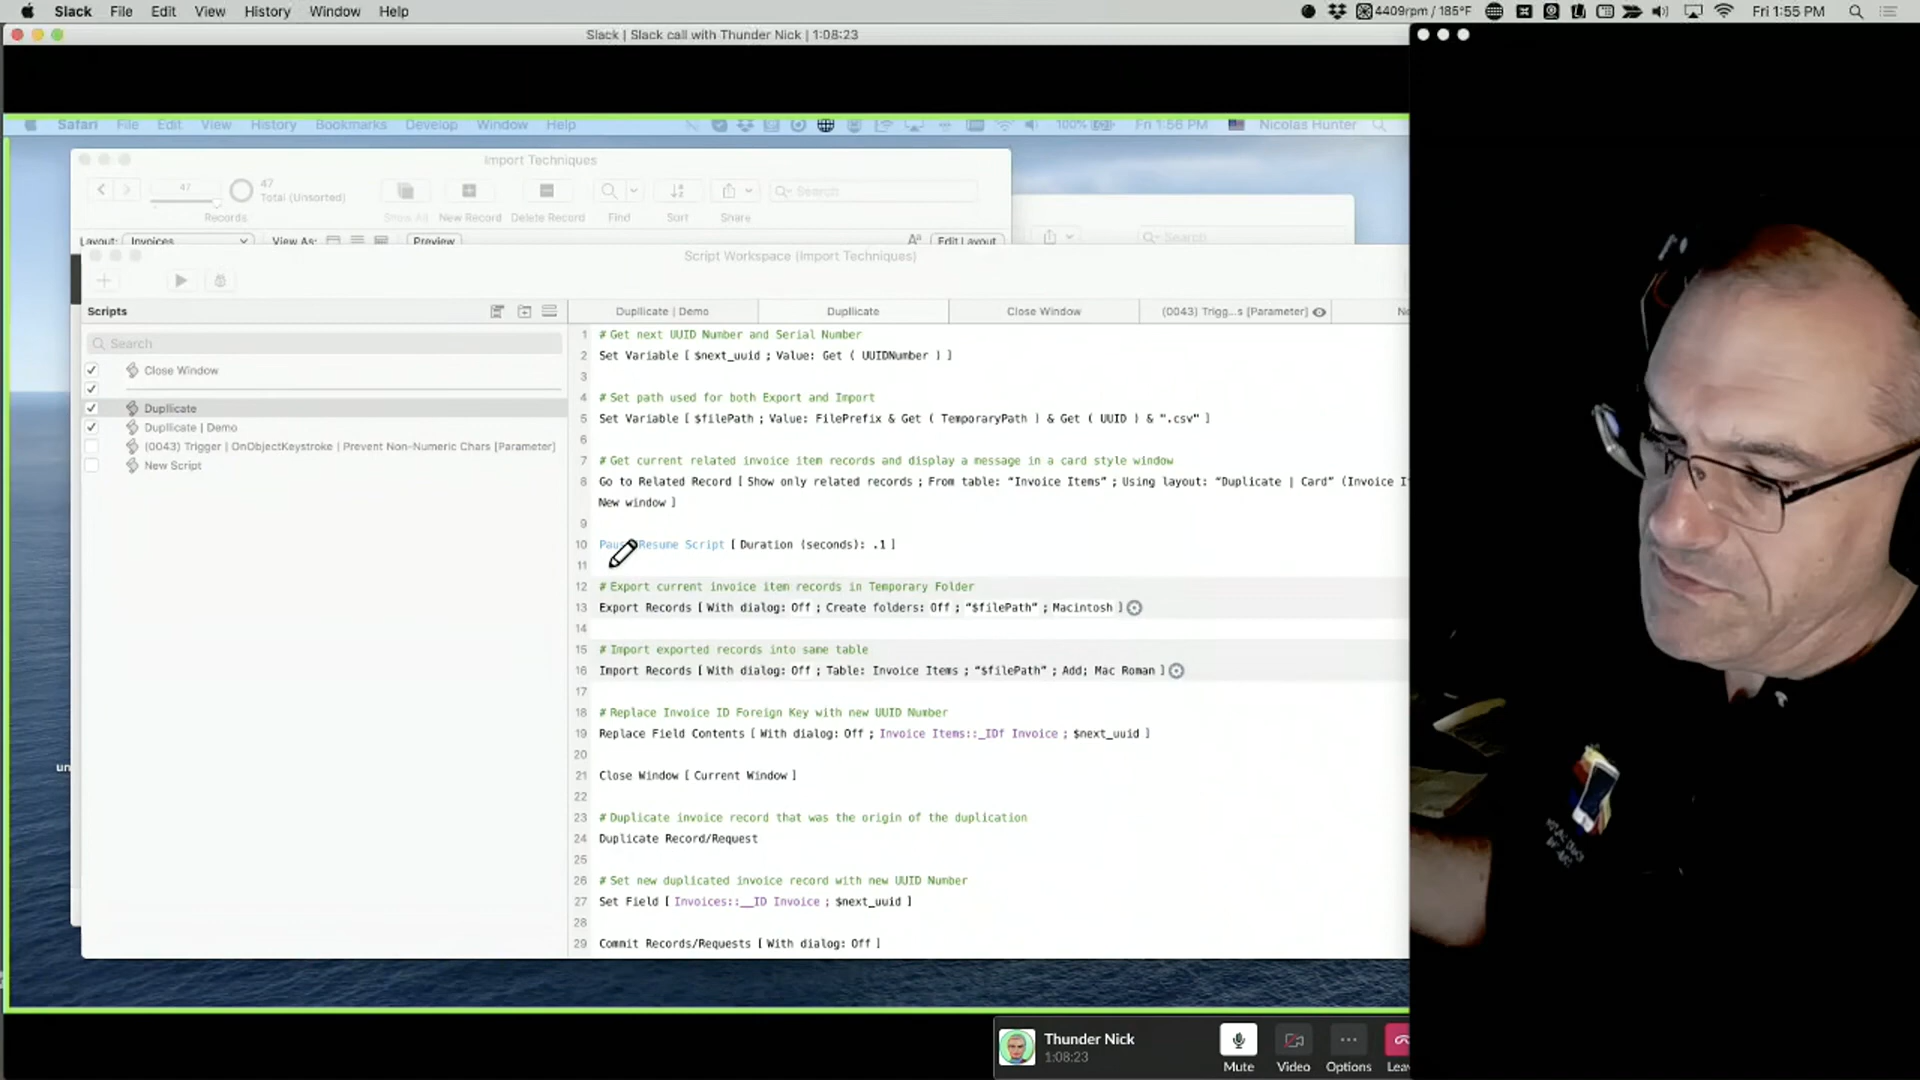 Slack File Edit View History Window Help 4409rpm / 185°F Fri 1:55 PM
Slack | Slack call with Thunder Nick | 1:08:23
Safari File Edit View History Bookmarks Develop Window Help 100% Fri 1:56 PM Nicolas Hunter
Import Techniques
47 47
Total (Unsorted)
Search
Records Show All New Record Delete Record Find Sort Share
Search
Layout: Invoices View As: Preview Aa Edit Layout
Script Workspace (Import Techniques)
Scripts
Search
Close Window
Duplicate
Duplicate | Demo
(0043) Trigger | OnObjectKeystroke | Prevent Non-Numeric Chars [Parameter]
New Script
Duplicate | Demo Duplicate Close Window (0043) Trigg...s [Parameter] Ne
1 # Get next UUID Number and Serial Number
2 Set Variable [ $next_uuid ; Value: Get ( UUIDNumber ) ]
3
4 # Set path used for both Export and Import
5 Set Variable [ $filePath ; Value: FilePrefix & Get ( TemporaryPath ) & Get ( UUID ) & ".csv" ]
6
7 # Get current related invoice item records and display a message in a card style window
8 Go to Related Record [ Show only related records ; From table: “Invoice Items” ; Using layout: “Duplicate | Card” (Invoice I
New window ]
9
10 Paus Resume Script [ Duration (seconds): .1 ]
11
12 # Export current invoice item records in Temporary Folder
13 Export Records [ With dialog: Off ; Create folders: Off ; “$filePath” ; Macintosh ]
14
15 # Import exported records into same table
16 Import Records [ With dialog: Off ; Table: Invoice Items ; “$filePath” ; Add; Mac Roman ]
17
18 # Replace Invoice ID Foreign Key with new UUID Number
19 Replace Field Contents [ With dialog: Off ; Invoice Items::_IDf Invoice ; $next_uuid ]
20
21 Close Window [ Current Window ]
22
23 # Duplicate invoice record that was the origin of the duplication
24 Duplicate Record/Request
25
26 # Set new duplicated invoice record with new UUID Number
27 Set Field [ Invoices::__ID Invoice ; $next_uuid ]
28
29 Commit Records/Requests [ With dialog: Off ]
un
Thunder Nick
1:08:23
Mute Video Options Lea